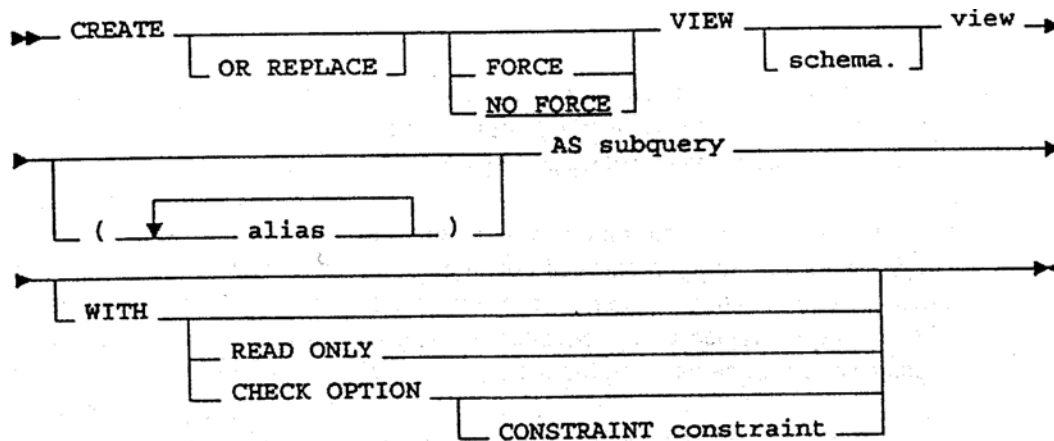 CREATE VIEW view
OR REPLACE FORCE schema.
NO FORCE
AS subquery
( alias )
WITH
READ ONLY
CHECK OPTION
CONSTRAINT constraint